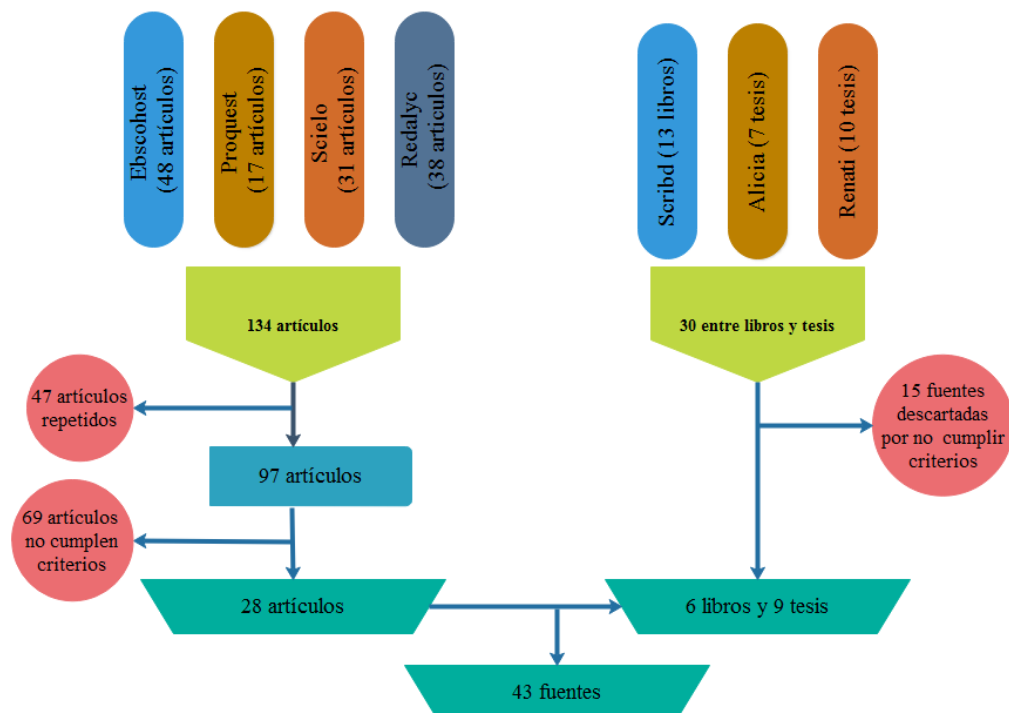 Ebscohost
(48 artículos)
Proquest
(17 artículos)
Scielo
(31 artículos)
Redalyc
(38 articulos)
Scribd (13 libros)
Alicia (7 tesis)
Renati (10 tesis)
134 artículos
30 entre libros y tesis
47 artículos
repetidos
15 fuentes
descartadas
por no cumplir
criterios
97 artículos
69 artículos
no cumplen
criterios
28 artículos
6 libros y 9 tesis
43 fuentes